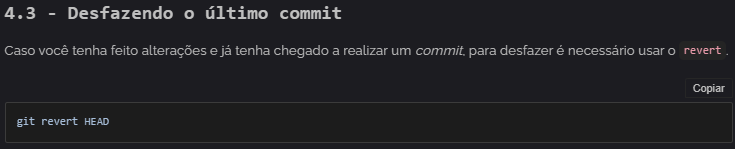 4.3 - Desfazendo o último commit
Caso você tenha feito alterações e já tenha chegado a realizar um commit, para desfazer é necessário usar o revert.
Copiar
git revert HEAD